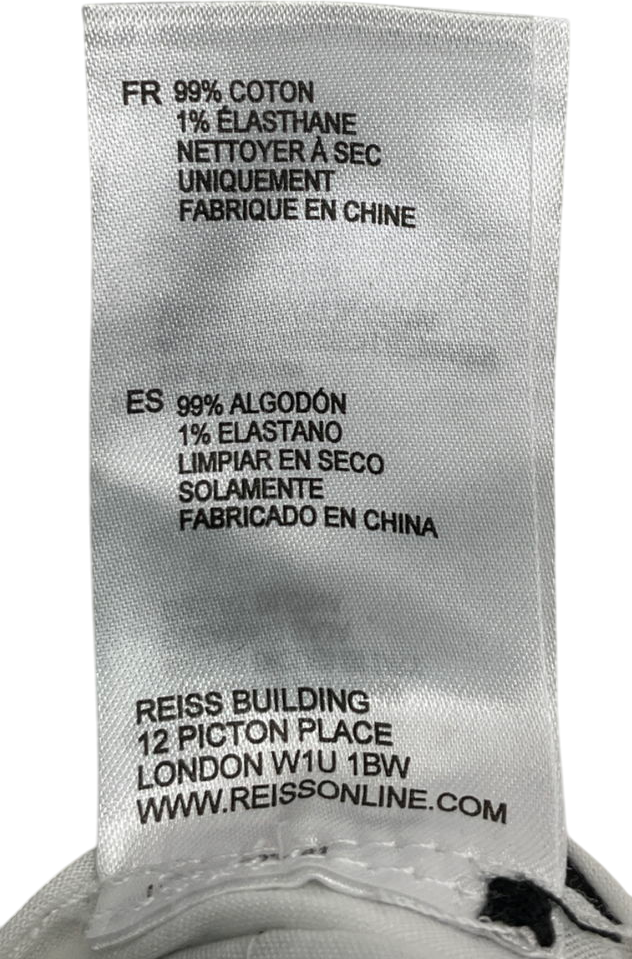 FR 99% COTON
1% ÉLASTHANE
NETTOYER À SEC
UNIQUEMENT
FABRIQUE EN CHINE
ES 99% ALGODÓN
1% ELASTANO
LIMPIAR EN SECO
SOLAMENTE
FABRICADO EN CHINA
REISS BUILDING
12 PICTON PLACE
LONDON W1U 1BW
WWW.REISSONLINE.COM